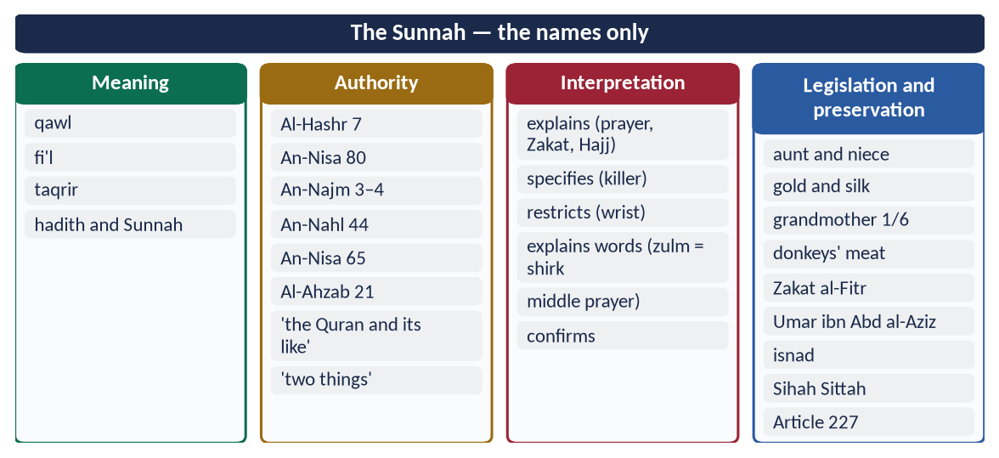 The Sunnah — the names only
Meaning
qawl
fi'l
taqrir
hadith and Sunnah
Authority
Al-Hashr 7
An-Nisa 80
An-Najm 3–4
An-Nahl 44
An-Nisa 65
Al-Ahzab 21
'the Quran and its
like'
'two things'
Interpretation
explains (prayer,
Zakat, Hajj)
specifies (killer)
restricts (wrist)
explains words (zulm =
shirk
middle prayer)
confirms
Legislation and
preservation
aunt and niece
gold and silk
grandmother 1/6
donkeys' meat
Zakat al-Fitr
Umar ibn Abd al-Aziz
isnad
Sihah Sittah
Article 227